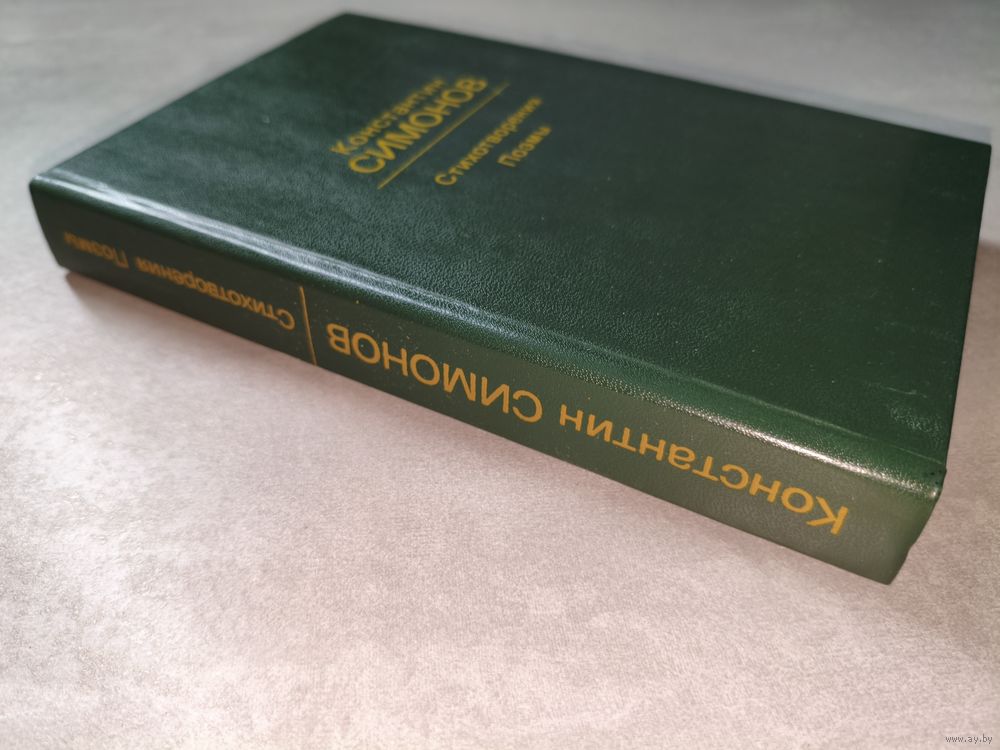 Константин
СИМОНОВ
Стихотворения
Поэмы
Константин СИМОНОВ
Стихотворения Поэмы
www.ay.by